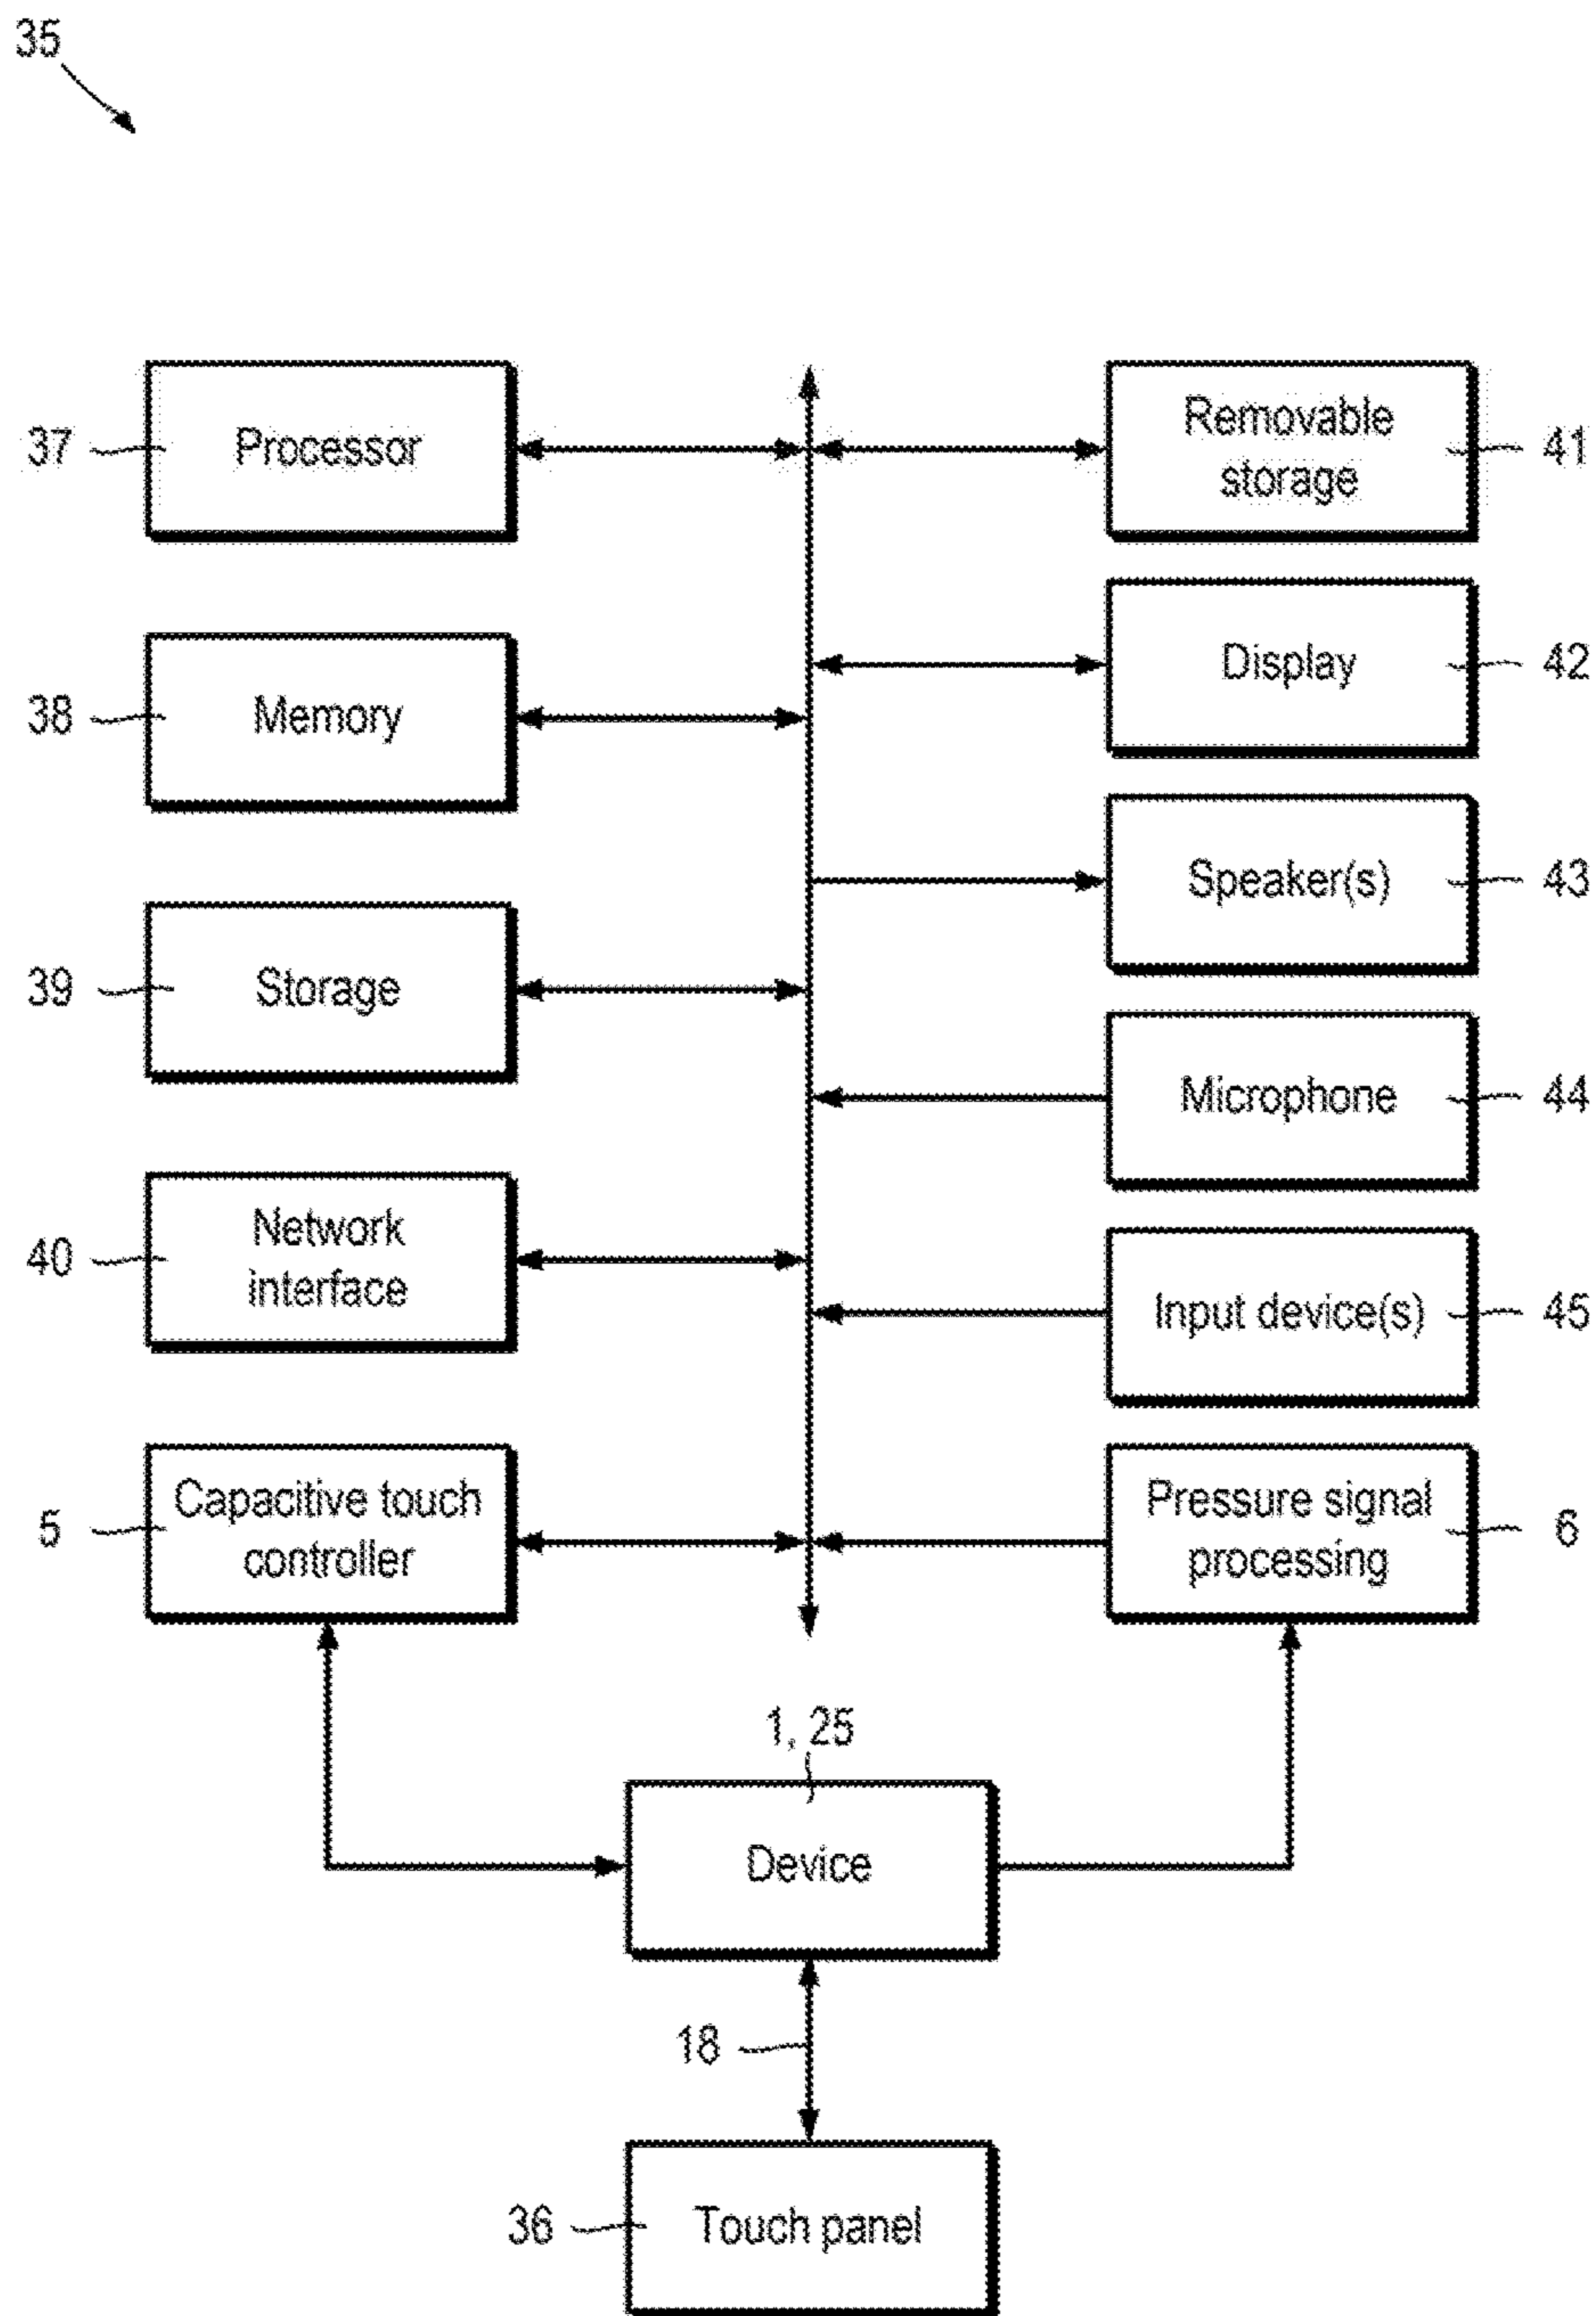 35
37
Processor
Removable
storage
41
Display
42
38
Memory
Speaker(s)
43
39
Storage
Microphone
44
40
Network
interface
Input device(s)
45
5
Capacitive touch
controller
Pressure signal
processing
6
1, 25
Device
18
36
Touch panel